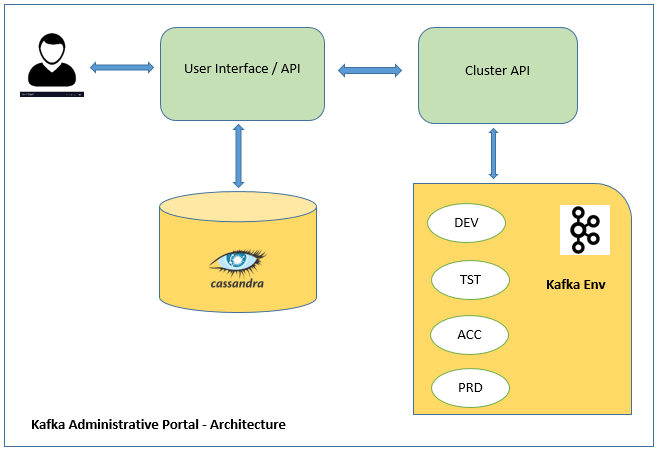 User Interface / API
Cluster API
cassandra
DEV
TST
ACC
PRD
Kafka Env
Kafka Administrative Portal - Architecture